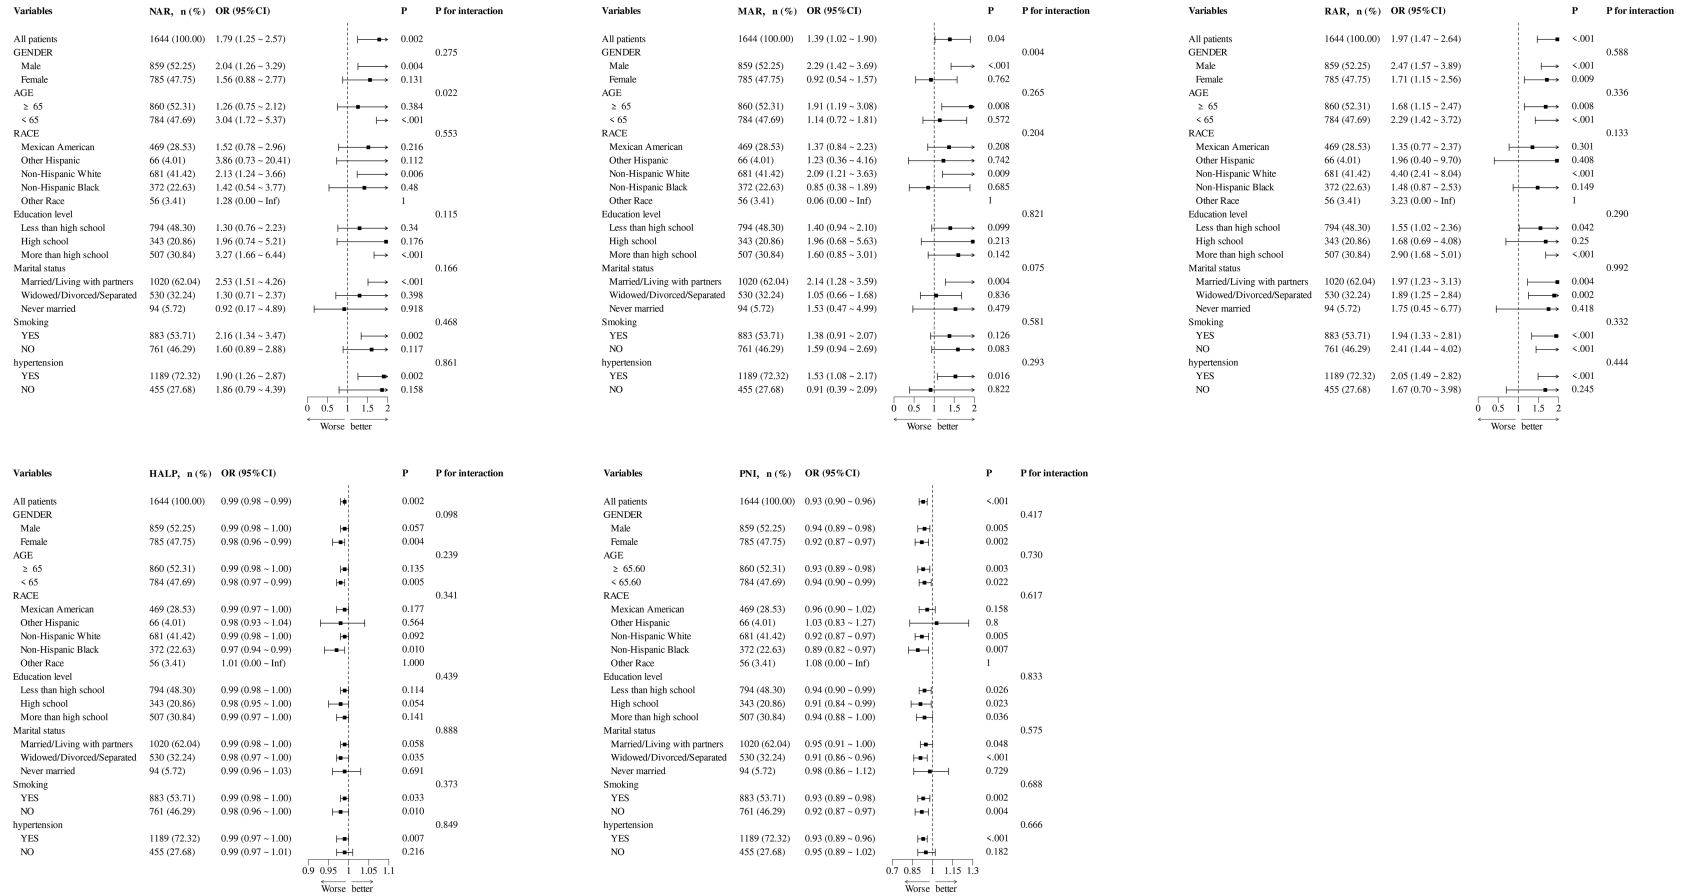 Variables NAR, n (%) OR (95%CI) P P for interaction
All patients 1644 (100.00) 1.79 (1.25 ~ 2.57) 0.002
GENDER 0.275
Male 859 (52.25) 2.04 (1.26 ~ 3.29) 0.004
Female 785 (47.75) 1.56 (0.88 ~ 2.77) 0.131
AGE 0.022
≥ 65 860 (52.31) 1.26 (0.75 ~ 2.12) 0.384
< 65 784 (47.69) 3.04 (1.72 ~ 5.37) <.001
RACE 0.553
Mexican American 469 (28.53) 1.52 (0.78 ~ 2.96) 0.216
Other Hispanic 66 (4.01) 3.86 (0.73 ~ 20.41) 0.112
Non-Hispanic White 681 (41.42) 2.13 (1.24 ~ 3.66) 0.006
Non-Hispanic Black 372 (22.63) 1.42 (0.54 ~ 3.77) 0.48
Other Race 56 (3.41) 1.28 (0.00 ~ Inf) 1
Education level 0.115
Less than high school 794 (48.30) 1.30 (0.76 ~ 2.23) 0.34
High school 343 (20.86) 1.96 (0.74 ~ 5.21) 0.176
More than high school 507 (30.84) 3.27 (1.66 ~ 6.44) <.001
Marital status 0.166
Married/Living with partners 1020 (62.04) 2.53 (1.51 ~ 4.26) <.001
Widowed/Divorced/Separated 530 (32.24) 1.30 (0.71 ~ 2.37) 0.398
Never married 94 (5.72) 0.92 (0.17 ~ 4.89) 0.918
Smoking 0.468
YES 883 (53.71) 2.16 (1.34 ~ 3.47) 0.002
NO 761 (46.29) 1.60 (0.89 ~ 2.88) 0.117
hypertension 0.861
YES 1189 (72.32) 1.90 (1.26 ~ 2.87) 0.002
NO 455 (27.68) 1.86 (0.79 ~ 4.39) 0.158
0 0.5 1 1.5 2
Worse better
Variables MAR, n (%) OR (95%CI) P P for interaction
All patients 1644 (100.00) 1.39 (1.02 ~ 1.90) 0.04
GENDER 0.004
Male 859 (52.25) 2.29 (1.42 ~ 3.69) <.001
Female 785 (47.75) 0.92 (0.54 ~ 1.57) 0.762
AGE 0.265
≥ 65 860 (52.31) 1.91 (1.19 ~ 3.08) 0.008
< 65 784 (47.69) 1.14 (0.72 ~ 1.81) 0.572
RACE 0.204
Mexican American 469 (28.53) 1.37 (0.84 ~ 2.23) 0.208
Other Hispanic 66 (4.01) 1.23 (0.36 ~ 4.16) 0.742
Non-Hispanic White 681 (41.42) 2.09 (1.21 ~ 3.63) 0.009
Non-Hispanic Black 372 (22.63) 0.85 (0.38 ~ 1.89) 0.685
Other Race 56 (3.41) 0.06 (0.00 ~ Inf) 1
Education level 0.821
Less than high school 794 (48.30) 1.40 (0.94 ~ 2.10) 0.099
High school 343 (20.86) 1.96 (0.68 ~ 5.63) 0.213
More than high school 507 (30.84) 1.60 (0.85 ~ 3.01) 0.142
Marital status 0.075
Married/Living with partners 1020 (62.04) 2.14 (1.28 ~ 3.59) 0.004
Widowed/Divorced/Separated 530 (32.24) 1.05 (0.66 ~ 1.68) 0.836
Never married 94 (5.72) 1.53 (0.47 ~ 4.99) 0.479
Smoking 0.581
YES 883 (53.71) 1.38 (0.91 ~ 2.07) 0.126
NO 761 (46.29) 1.59 (0.94 ~ 2.69) 0.083
hypertension 0.293
YES 1189 (72.32) 1.53 (1.08 ~ 2.17) 0.016
NO 455 (27.68) 0.91 (0.39 ~ 2.09) 0.822
0 0.5 1 1.5 2
Worse better
Variables RAR, n (%) OR (95%CI) P P for interaction
All patients 1644 (100.00) 1.97 (1.47 ~ 2.64) <.001
GENDER 0.588
Male 859 (52.25) 2.47 (1.57 ~ 3.89) <.001
Female 785 (47.75) 1.71 (1.15 ~ 2.56) 0.009
AGE 0.336
≥ 65 860 (52.31) 1.68 (1.15 ~ 2.47) 0.008
< 65 784 (47.69) 2.29 (1.42 ~ 3.72) <.001
RACE 0.133
Mexican American 469 (28.53) 1.35 (0.77 ~ 2.37) 0.301
Other Hispanic 66 (4.01) 1.96 (0.40 ~ 9.70) 0.408
Non-Hispanic White 681 (41.42) 4.40 (2.41 ~ 8.04) <.001
Non-Hispanic Black 372 (22.63) 1.48 (0.87 ~ 2.53) 0.149
Other Race 56 (3.41) 3.23 (0.00 ~ Inf) 1
Education level 0.290
Less than high school 794 (48.30) 1.55 (1.02 ~ 2.36) 0.042
High school 343 (20.86) 1.68 (0.69 ~ 4.08) 0.25
More than high school 507 (30.84) 2.90 (1.68 ~ 5.01) <.001
Marital status 0.992
Married/Living with partners 1020 (62.04) 1.97 (1.23 ~ 3.13) 0.004
Widowed/Divorced/Separated 530 (32.24) 1.89 (1.25 ~ 2.84) 0.002
Never married 94 (5.72) 1.75 (0.45 ~ 6.77) 0.418
Smoking 0.332
YES 883 (53.71) 1.94 (1.33 ~ 2.81) <.001
NO 761 (46.29) 2.41 (1.44 ~ 4.02) <.001
hypertension 0.444
YES 1189 (72.32) 2.05 (1.49 ~ 2.82) <.001
NO 455 (27.68) 1.67 (0.70 ~ 3.98) 0.245
0 0.5 1 1.5 2
Worse better
Variables HALP, n (%) OR (95%CI) P P for interaction
All patients 1644 (100.00) 0.99 (0.98 ~ 0.99) 0.002
GENDER 0.098
Male 859 (52.25) 0.99 (0.98 ~ 1.00) 0.057
Female 785 (47.75) 0.98 (0.96 ~ 0.99) 0.004
AGE 0.239
≥ 65 860 (52.31) 0.99 (0.98 ~ 1.00) 0.135
< 65 784 (47.69) 0.98 (0.97 ~ 0.99) 0.005
RACE 0.341
Mexican American 469 (28.53) 0.99 (0.97 ~ 1.00) 0.177
Other Hispanic 66 (4.01) 0.98 (0.93 ~ 1.04) 0.564
Non-Hispanic White 681 (41.42) 0.99 (0.98 ~ 1.00) 0.092
Non-Hispanic Black 372 (22.63) 0.97 (0.94 ~ 0.99) 0.010
Other Race 56 (3.41) 1.01 (0.00 ~ Inf) 1.000
Education level 0.439
Less than high school 794 (48.30) 0.99 (0.98 ~ 1.00) 0.114
High school 343 (20.86) 0.98 (0.95 ~ 1.00) 0.054
More than high school 507 (30.84) 0.99 (0.97 ~ 1.00) 0.141
Marital status 0.888
Married/Living with partners 1020 (62.04) 0.99 (0.98 ~ 1.00) 0.058
Widowed/Divorced/Separated 530 (32.24) 0.98 (0.97 ~ 1.00) 0.035
Never married 94 (5.72) 0.99 (0.96 ~ 1.03) 0.691
Smoking 0.373
YES 883 (53.71) 0.99 (0.98 ~ 1.00) 0.033
NO 761 (46.29) 0.98 (0.96 ~ 1.00) 0.010
hypertension 0.849
YES 1189 (72.32) 0.99 (0.97 ~ 1.00) 0.007
NO 455 (27.68) 0.99 (0.97 ~ 1.01) 0.216
0.9 0.95 1 1.05 1.1
Worse better
Variables PNI, n (%) OR (95%CI) P P for interaction
All patients 1644 (100.00) 0.93 (0.90 ~ 0.96) <.001
GENDER 0.417
Male 859 (52.25) 0.94 (0.89 ~ 0.98) 0.005
Female 785 (47.75) 0.92 (0.87 ~ 0.97) 0.002
AGE 0.730
≥ 65.60 860 (52.31) 0.93 (0.89 ~ 0.98) 0.003
< 65.60 784 (47.69) 0.94 (0.90 ~ 0.99) 0.022
RACE 0.617
Mexican American 469 (28.53) 0.96 (0.90 ~ 1.02) 0.158
Other Hispanic 66 (4.01) 1.03 (0.83 ~ 1.27) 0.8
Non-Hispanic White 681 (41.42) 0.92 (0.87 ~ 0.97) 0.005
Non-Hispanic Black 372 (22.63) 0.89 (0.82 ~ 0.97) 0.007
Other Race 56 (3.41) 1.08 (0.00 ~ Inf) 1
Education level 0.833
Less than high school 794 (48.30) 0.94 (0.90 ~ 0.99) 0.026
High school 343 (20.86) 0.91 (0.84 ~ 0.99) 0.023
More than high school 507 (30.84) 0.94 (0.88 ~ 1.00) 0.036
Marital status 0.575
Married/Living with partners 1020 (62.04) 0.95 (0.91 ~ 1.00) 0.048
Widowed/Divorced/Separated 530 (32.24) 0.91 (0.86 ~ 0.96) <.001
Never married 94 (5.72) 0.98 (0.86 ~ 1.12) 0.729
Smoking 0.688
YES 883 (53.71) 0.93 (0.89 ~ 0.98) 0.002
NO 761 (46.29) 0.92 (0.87 ~ 0.97) 0.004
hypertension 0.666
YES 1189 (72.32) 0.93 (0.89 ~ 0.96) <.001
NO 455 (27.68) 0.95 (0.89 ~ 1.02) 0.182
0.7 0.85 1 1.15 1.3
Worse better